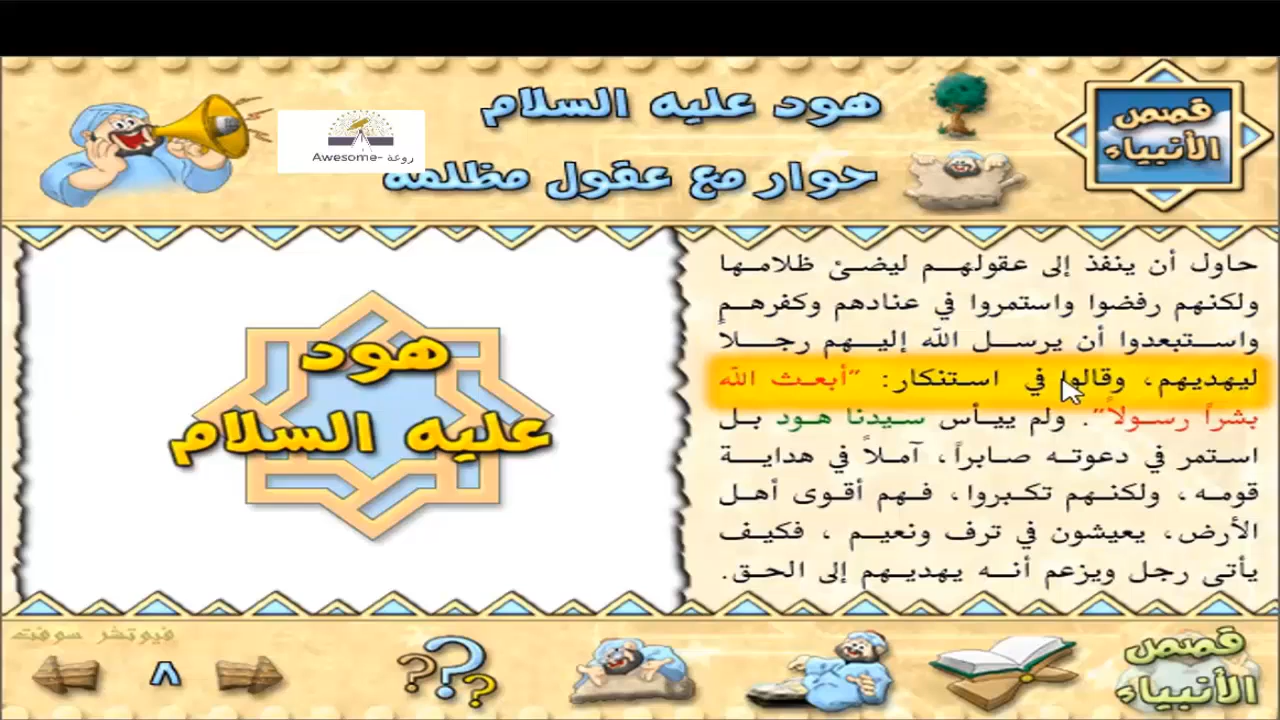 هود عليه السلام
قصص
الأنبياء
Awesome- روعة
حوار مع عقول مظلمة
حاول أن ينفذ إلى عقولهم ليضئ ظلامها
ولكنهم رفضوا واستمروا في عنادهم وكفرهم
واستبعدوا أن يرسل الله إليهم رجلاً
ليهديهم، وقالوا في استنكار: "أبعث الله
بشراً رسولاً". ولم ييأس سيدنا هود بل
استمر في دعوته صابراً، آملاً في هداية
قومه، ولكنهم تكبروا، فهم أقوى أهل
الأرض، يعيشون في ترف ونعيم ، فكيف
يأتى رجل ويزعم أنه يهديهم إلى الحق.
هود
عليه السلام
فيوتشر سوفت
٨
???
قصص
الأنبياء